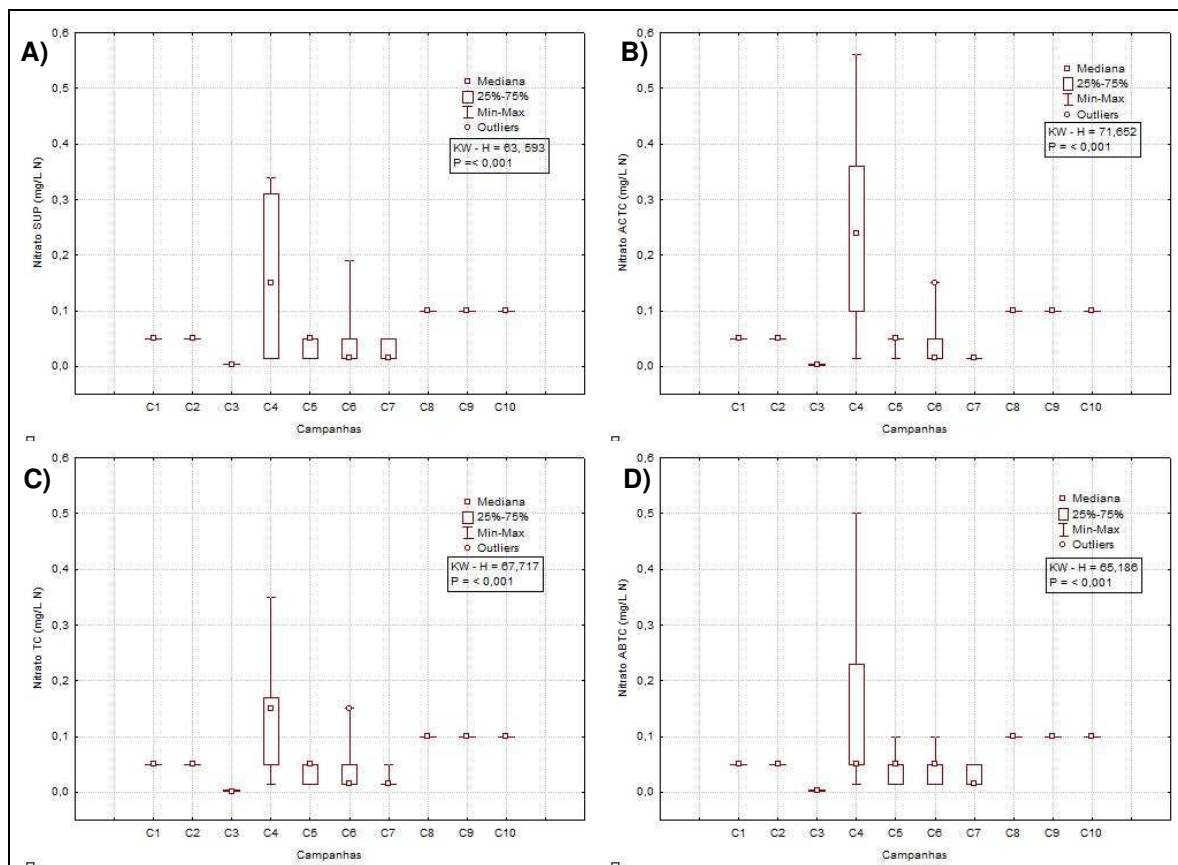 A)
0,6
0,5
0,4
0,3
0,2
0,1
0,0
Nitrato SUP (mg/L N)
Mediana
25%-75%
Min-Max
Outliers
KW - H = 63, 593
P =< 0,001
C1 C2 C3 C4 C5 C6 C7 C8 C9 C10
Campanhas
B)
0,6
0,5
0,4
0,3
0,2
0,1
0,0
Nitrato ACTC (mg/L N)
Mediana
25%-75%
Min-Max
Outliers
KW - H = 71,652
P = < 0,001
C1 C2 C3 C4 C5 C6 C7 C8 C9 C10
Campanhas
C)
0,6
0,5
0,4
0,3
0,2
0,1
0,0
Nitrato TC (mg/L N)
Mediana
25%-75%
Min-Max
Outliers
KW - H = 67,717
P = < 0,001
C1 C2 C3 C4 C5 C6 C7 C8 C9 C10
Campanhas
D)
0,6
0,5
0,4
0,3
0,2
0,1
0,0
Nitrato ABTC (mg/L N)
Mediana
25%-75%
Min-Max
Outliers
KW - H = 65,186
P = < 0,001
C1 C2 C3 C4 C5 C6 C7 C8 C9 C10
Campanhas